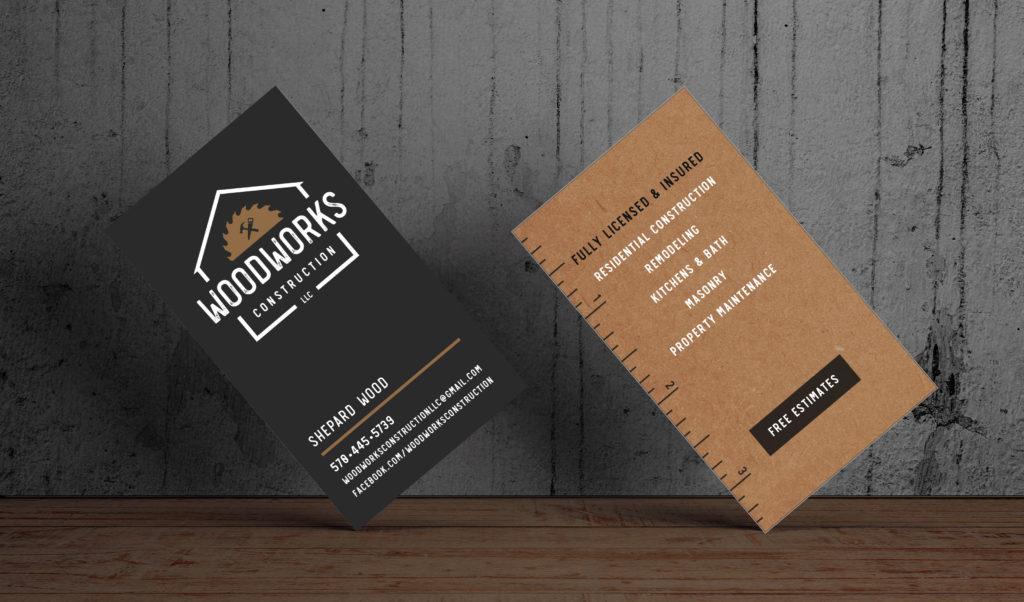 WOODWORKS
CONSTRUCTION
LLC
SHEPARD WOOD
570-445-5739
WOODWORKSCONSTRUCTIONLLC@GMAIL.COM
FACEBOOK.COM/WOODWORKSCONSTRUCTION
FULLY LICENSED & INSURED
RESIDENTIAL CONSTRUCTION
REMODELING
KITCHENS & BATH
MASONRY
PROPERTY MAINTENANCE
FREE ESTIMATES
1
2
3